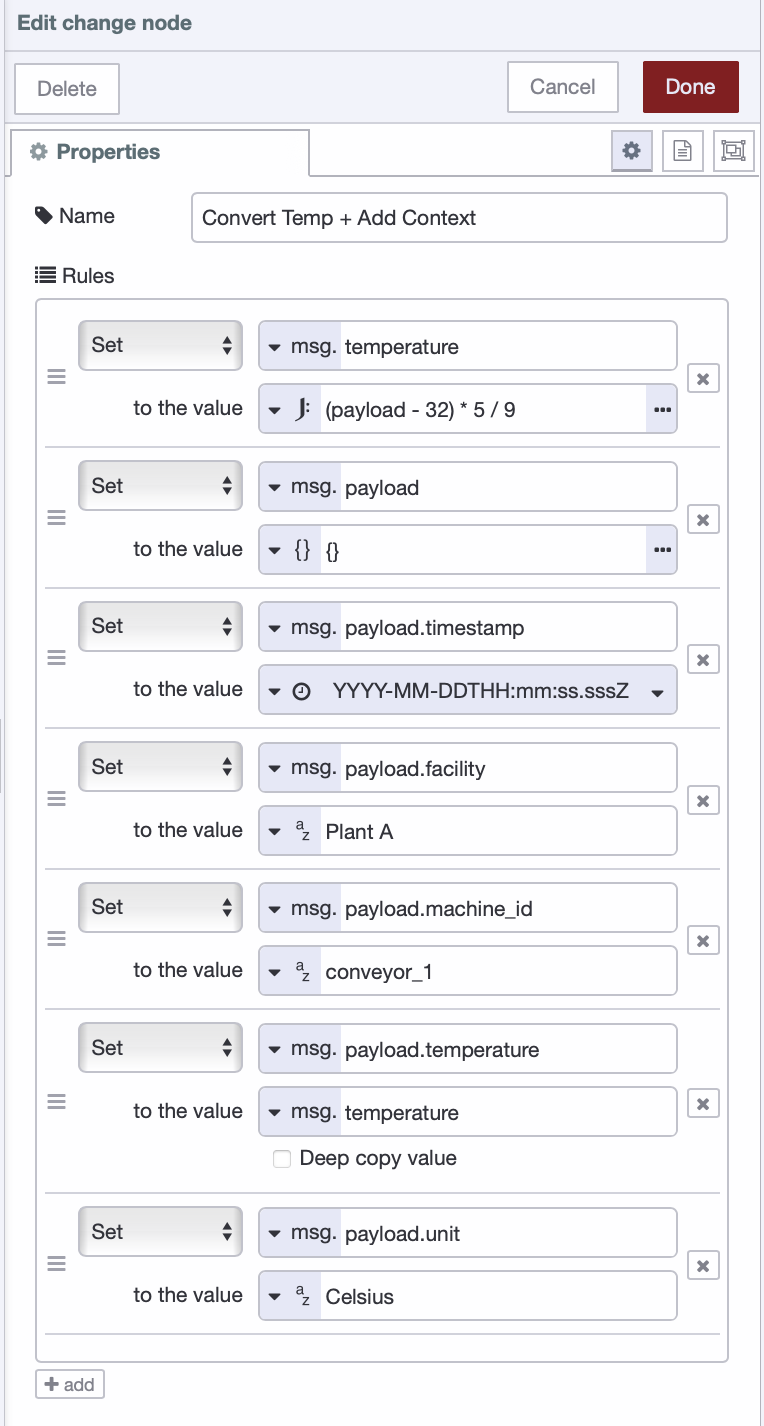 Edit change node
Delete
Cancel
Done
Properties
Name
Convert Temp + Add Context
Rules
Set
msg. temperature
to the value
J: (payload - 32) * 5 / 9
Set
msg. payload
to the value
{} {}
Set
msg. payload.timestamp
to the value
YYYY-MM-DDTHH:mm:ss.sssZ
Set
msg. payload.facility
to the value
az Plant A
Set
msg. payload.machine_id
to the value
az conveyor_1
Set
msg. payload.temperature
to the value
msg. temperature
Deep copy value
Set
msg. payload.unit
to the value
az Celsius
+ add